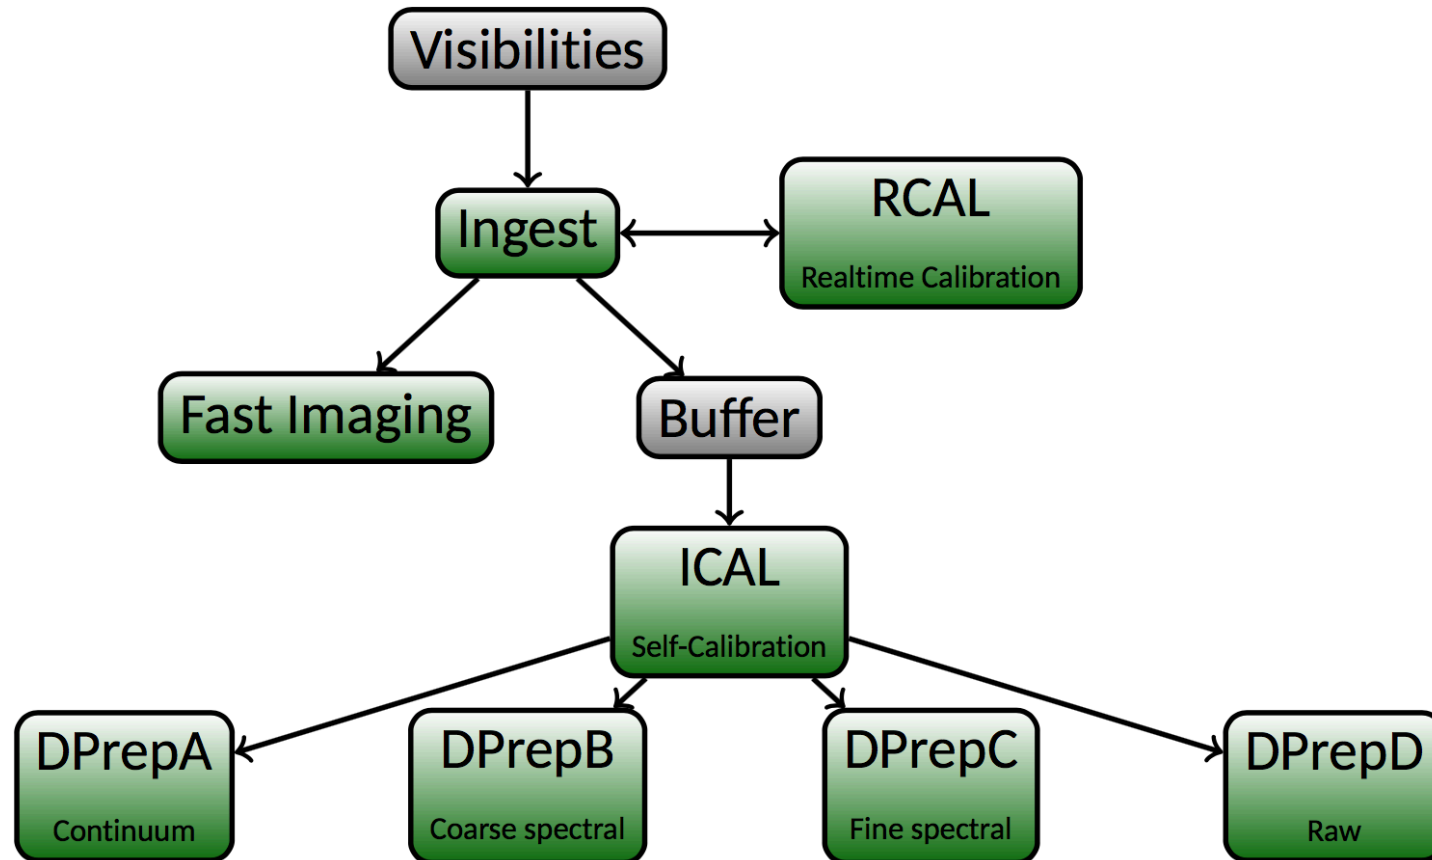 Visibilities
RCAL
Ingest
Realtime Calibration
Fast Imaging
Buffer
ICAL
Self-Calibration
DPrepA
Continuum
DPrepB
Coarse spectral
DPrepC
Fine spectral
DPrepD
Raw